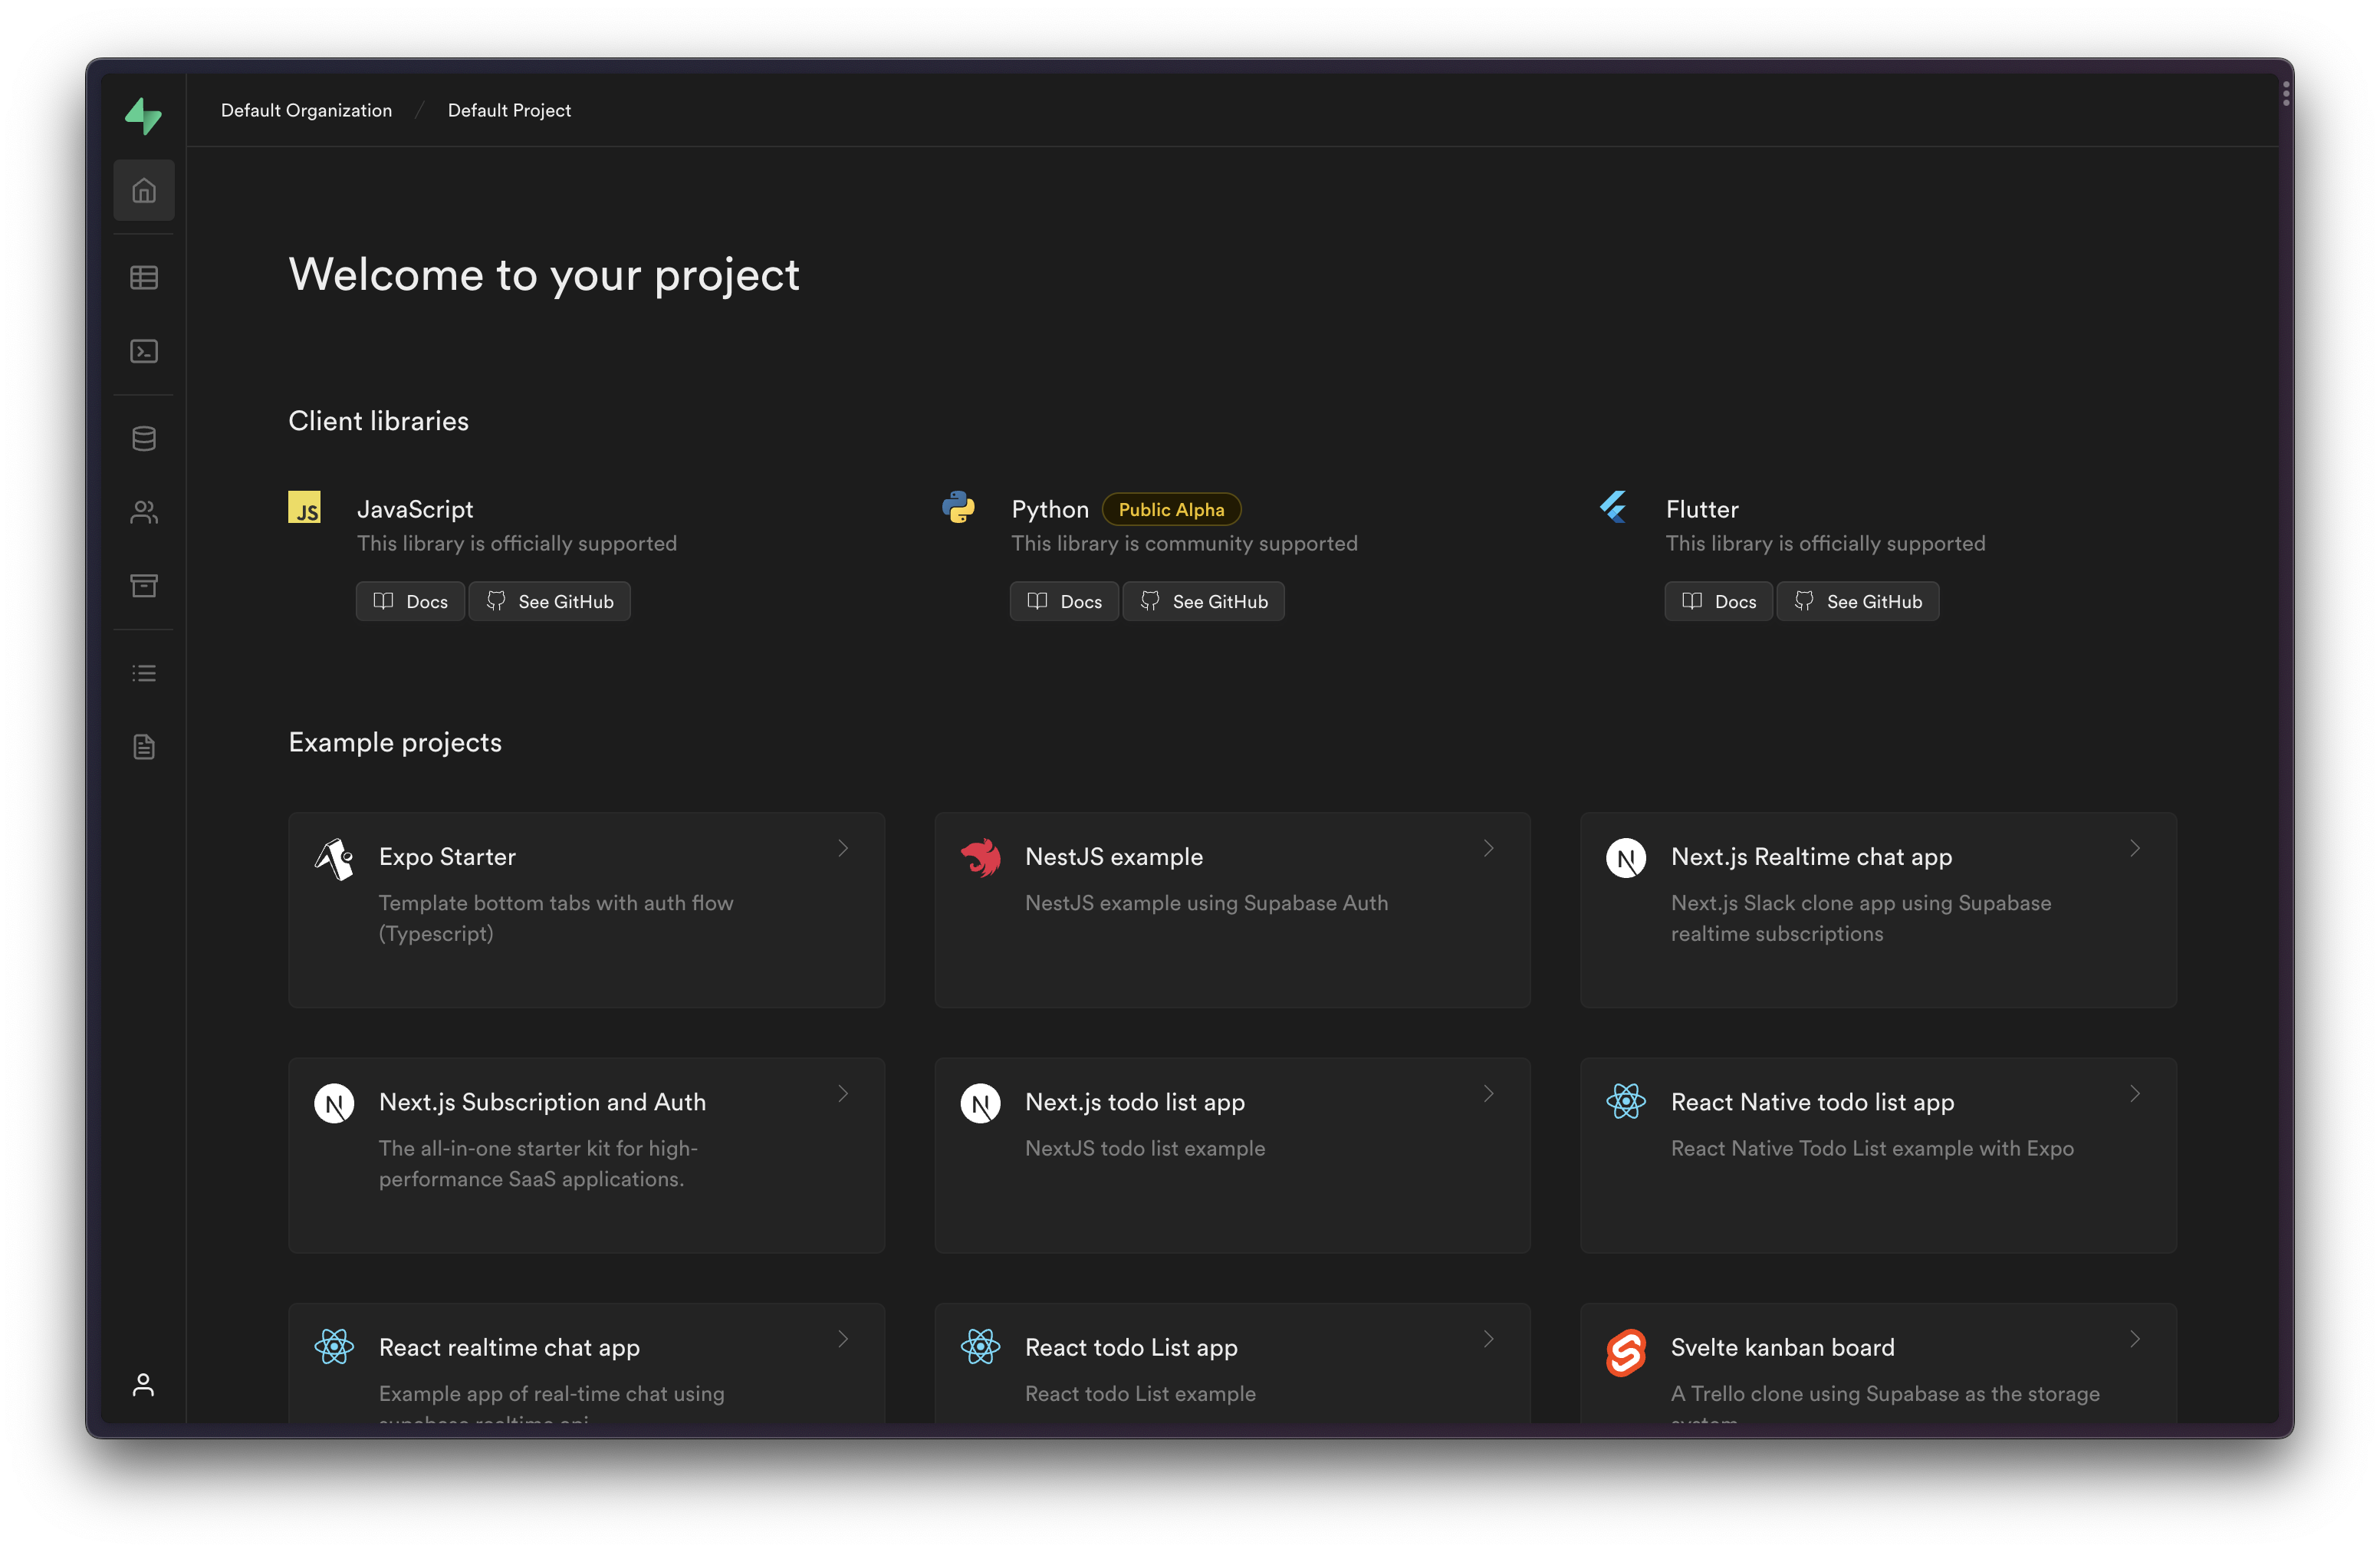 Default Organization / Default Project
Welcome to your project
Client libraries
JS
JavaScript
This library is officially supported
Docs
See GitHub
Python
Public Alpha
This library is community supported
Docs
See GitHub
Flutter
This library is officially supported
Docs
See GitHub
Example projects
Expo Starter
Template bottom tabs with auth flow
(Typescript)
NestJS example
NestJS example using Supabase Auth
N
Next.js Realtime chat app
Next.js Slack clone app using Supabase
realtime subscriptions
N
Next.js Subscription and Auth
The all-in-one starter kit for high-
performance SaaS applications.
N
Next.js todo list app
NextJS todo list example
React Native todo list app
React Native Todo List example with Expo
React realtime chat app
Example app of real-time chat using
supabase realtime api
React todo List app
React todo List example
Svelte kanban board
A Trello clone using Supabase as the storage
system